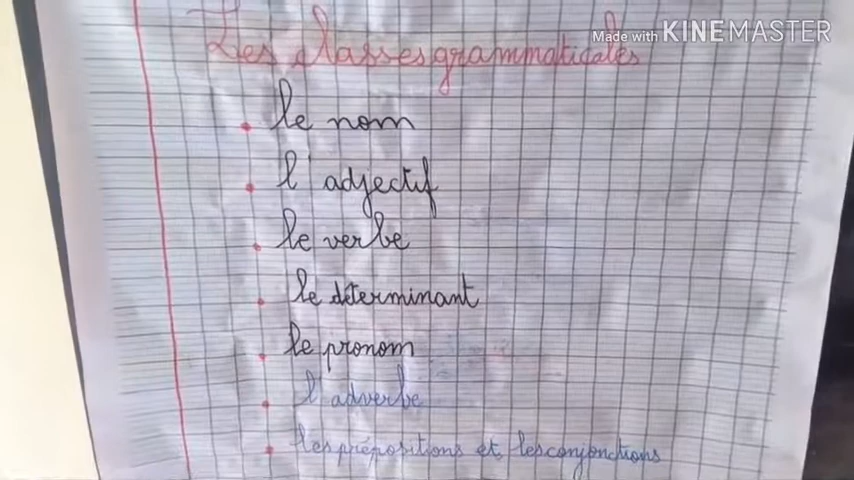 Made with KINEMASTER
Les classes grammaticales
le nom
l'adjectif
le verbe
le déterminant
le pronom
l'adverbe
les prépositions et les conjonctions